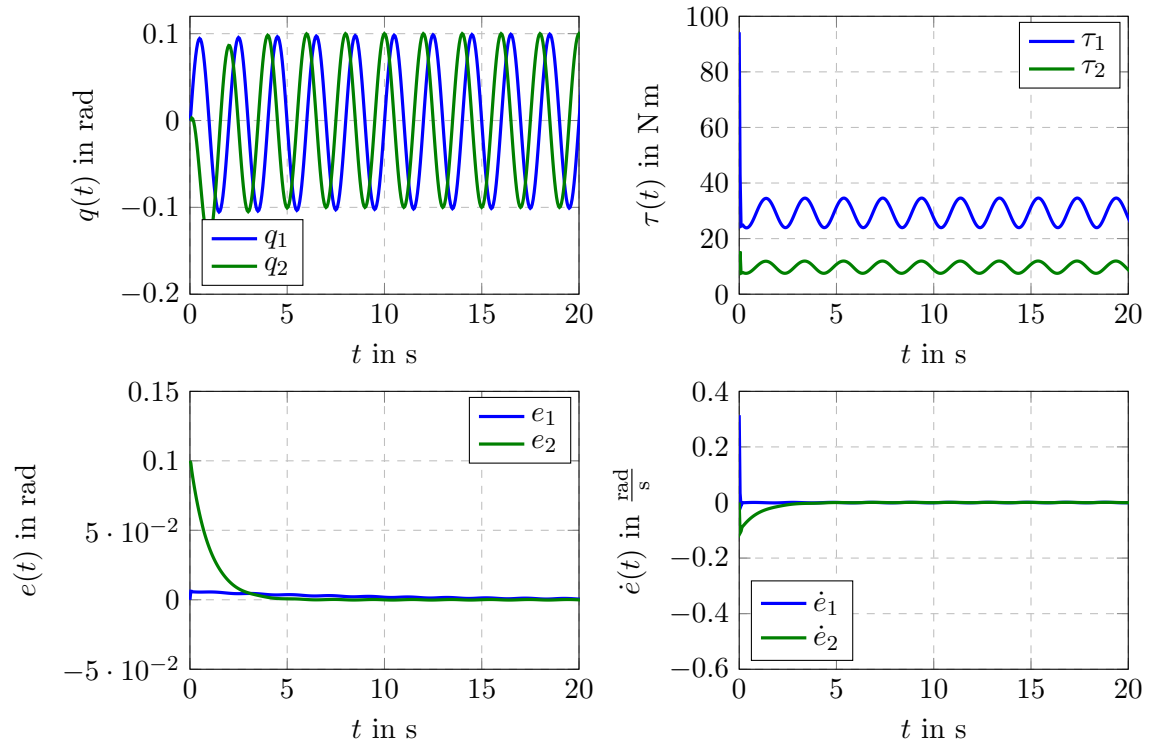 0.1
0
−0.1
−0.2
0
5
10
15
20
q(t) in rad
t in s
q₁
q₂
100
80
60
40
20
0
0
5
10
15
20
τ(t) in N m
t in s
τ₁
τ₂
0.15
0.1
5 · 10⁻²
0
−5 · 10⁻²
0
5
10
15
20
e(t) in rad
t in s
e₁
e₂
0.4
0.2
0
−0.2
−0.4
−0.6
0
5
10
15
20
ė(t) in rad/s
t in s
ė₁
ė₂